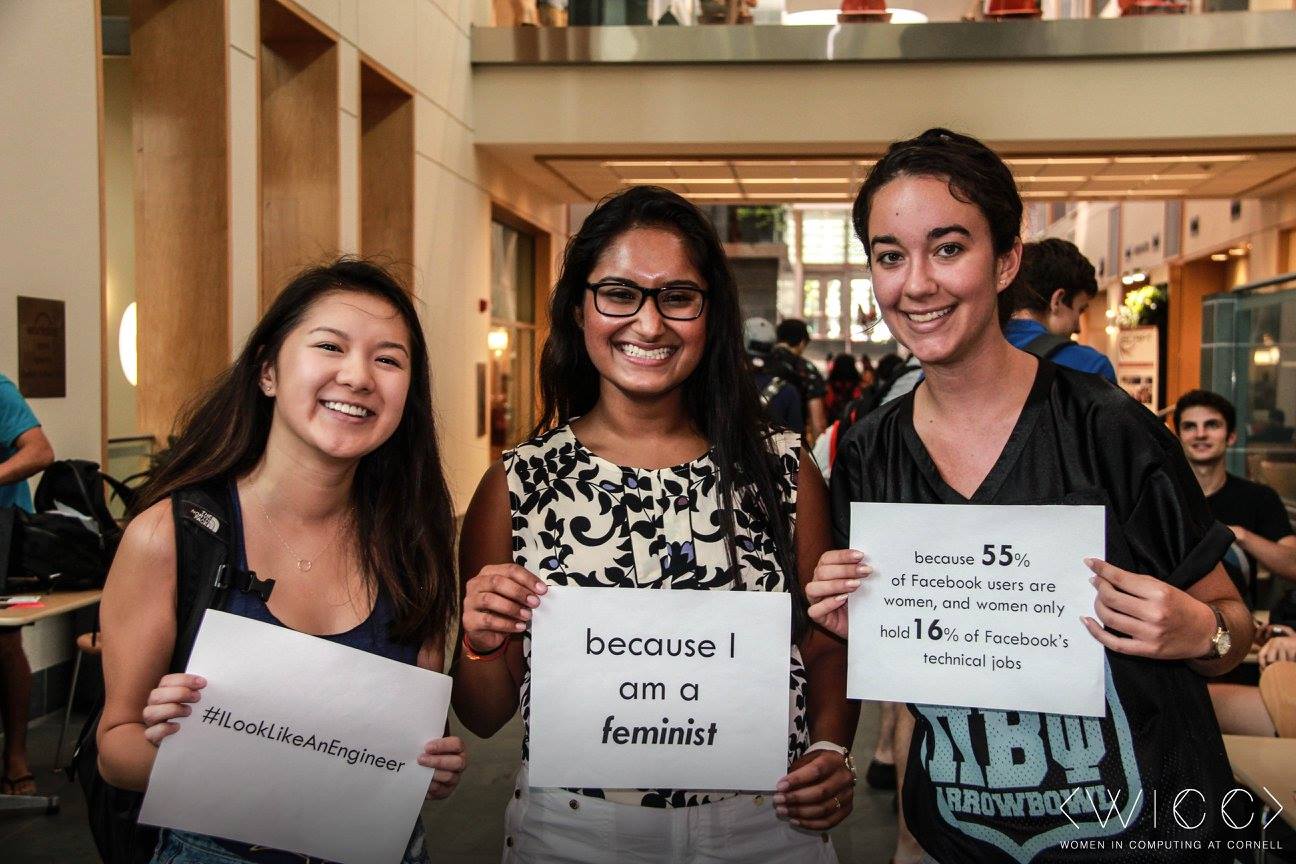 THE
NORTH
FACE
#ILookLikeAnEngineer
because I
am a
feminist
because 55%
of Facebook users are
women, and women only
hold 16% of Facebook's
technical jobs
ΠΒΨ
ARROWBOWL
<WICC>
WOMEN IN COMPUTING AT CORNELL